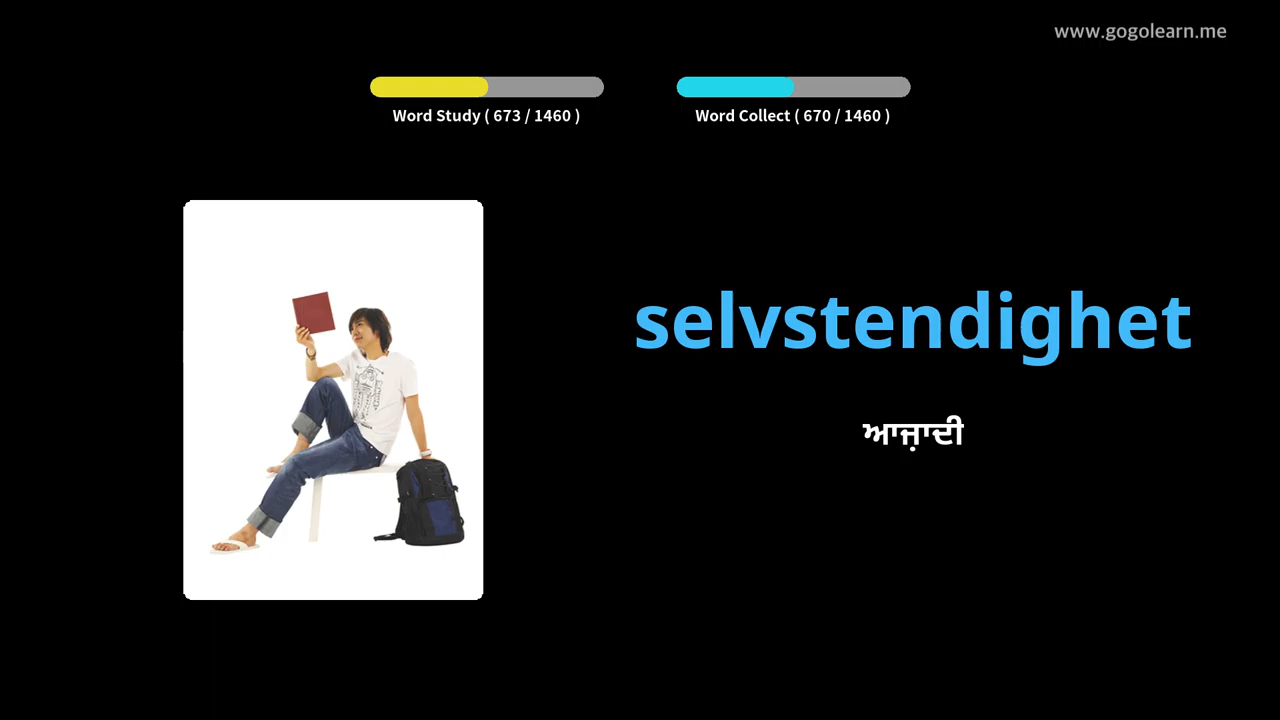 www.gogolearn.me
Word Study ( 673 / 1460 )
Word Collect ( 670 / 1460 )
selvstendighet
ਆਜ਼ਾਦੀ